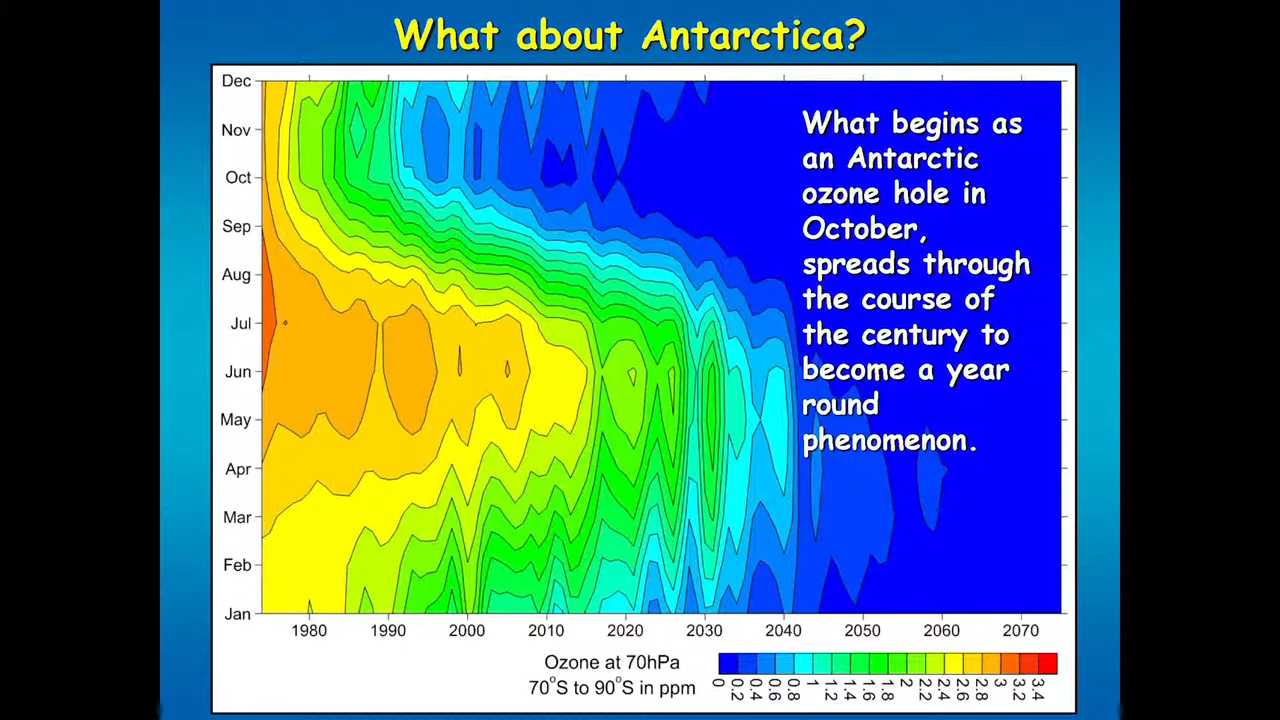 What about Antarctica?
Dec
Nov
Oct
Sep
Aug
Jul
Jun
May
Apr
Mar
Feb
Jan
What begins as
an Antarctic
ozone hole in
October,
spreads through
the course of
the century to
become a year
round
phenomenon.
1980 1990 2000 2010 2020 2030 2040 2050 2060 2070
Ozone at 70hPa
70°S to 90°S in ppm
0 0.2 0.4 0.6 0.8 1 1.2 1.4 1.6 1.8 2 2.2 2.4 2.6 2.8 3 3.2 3.4